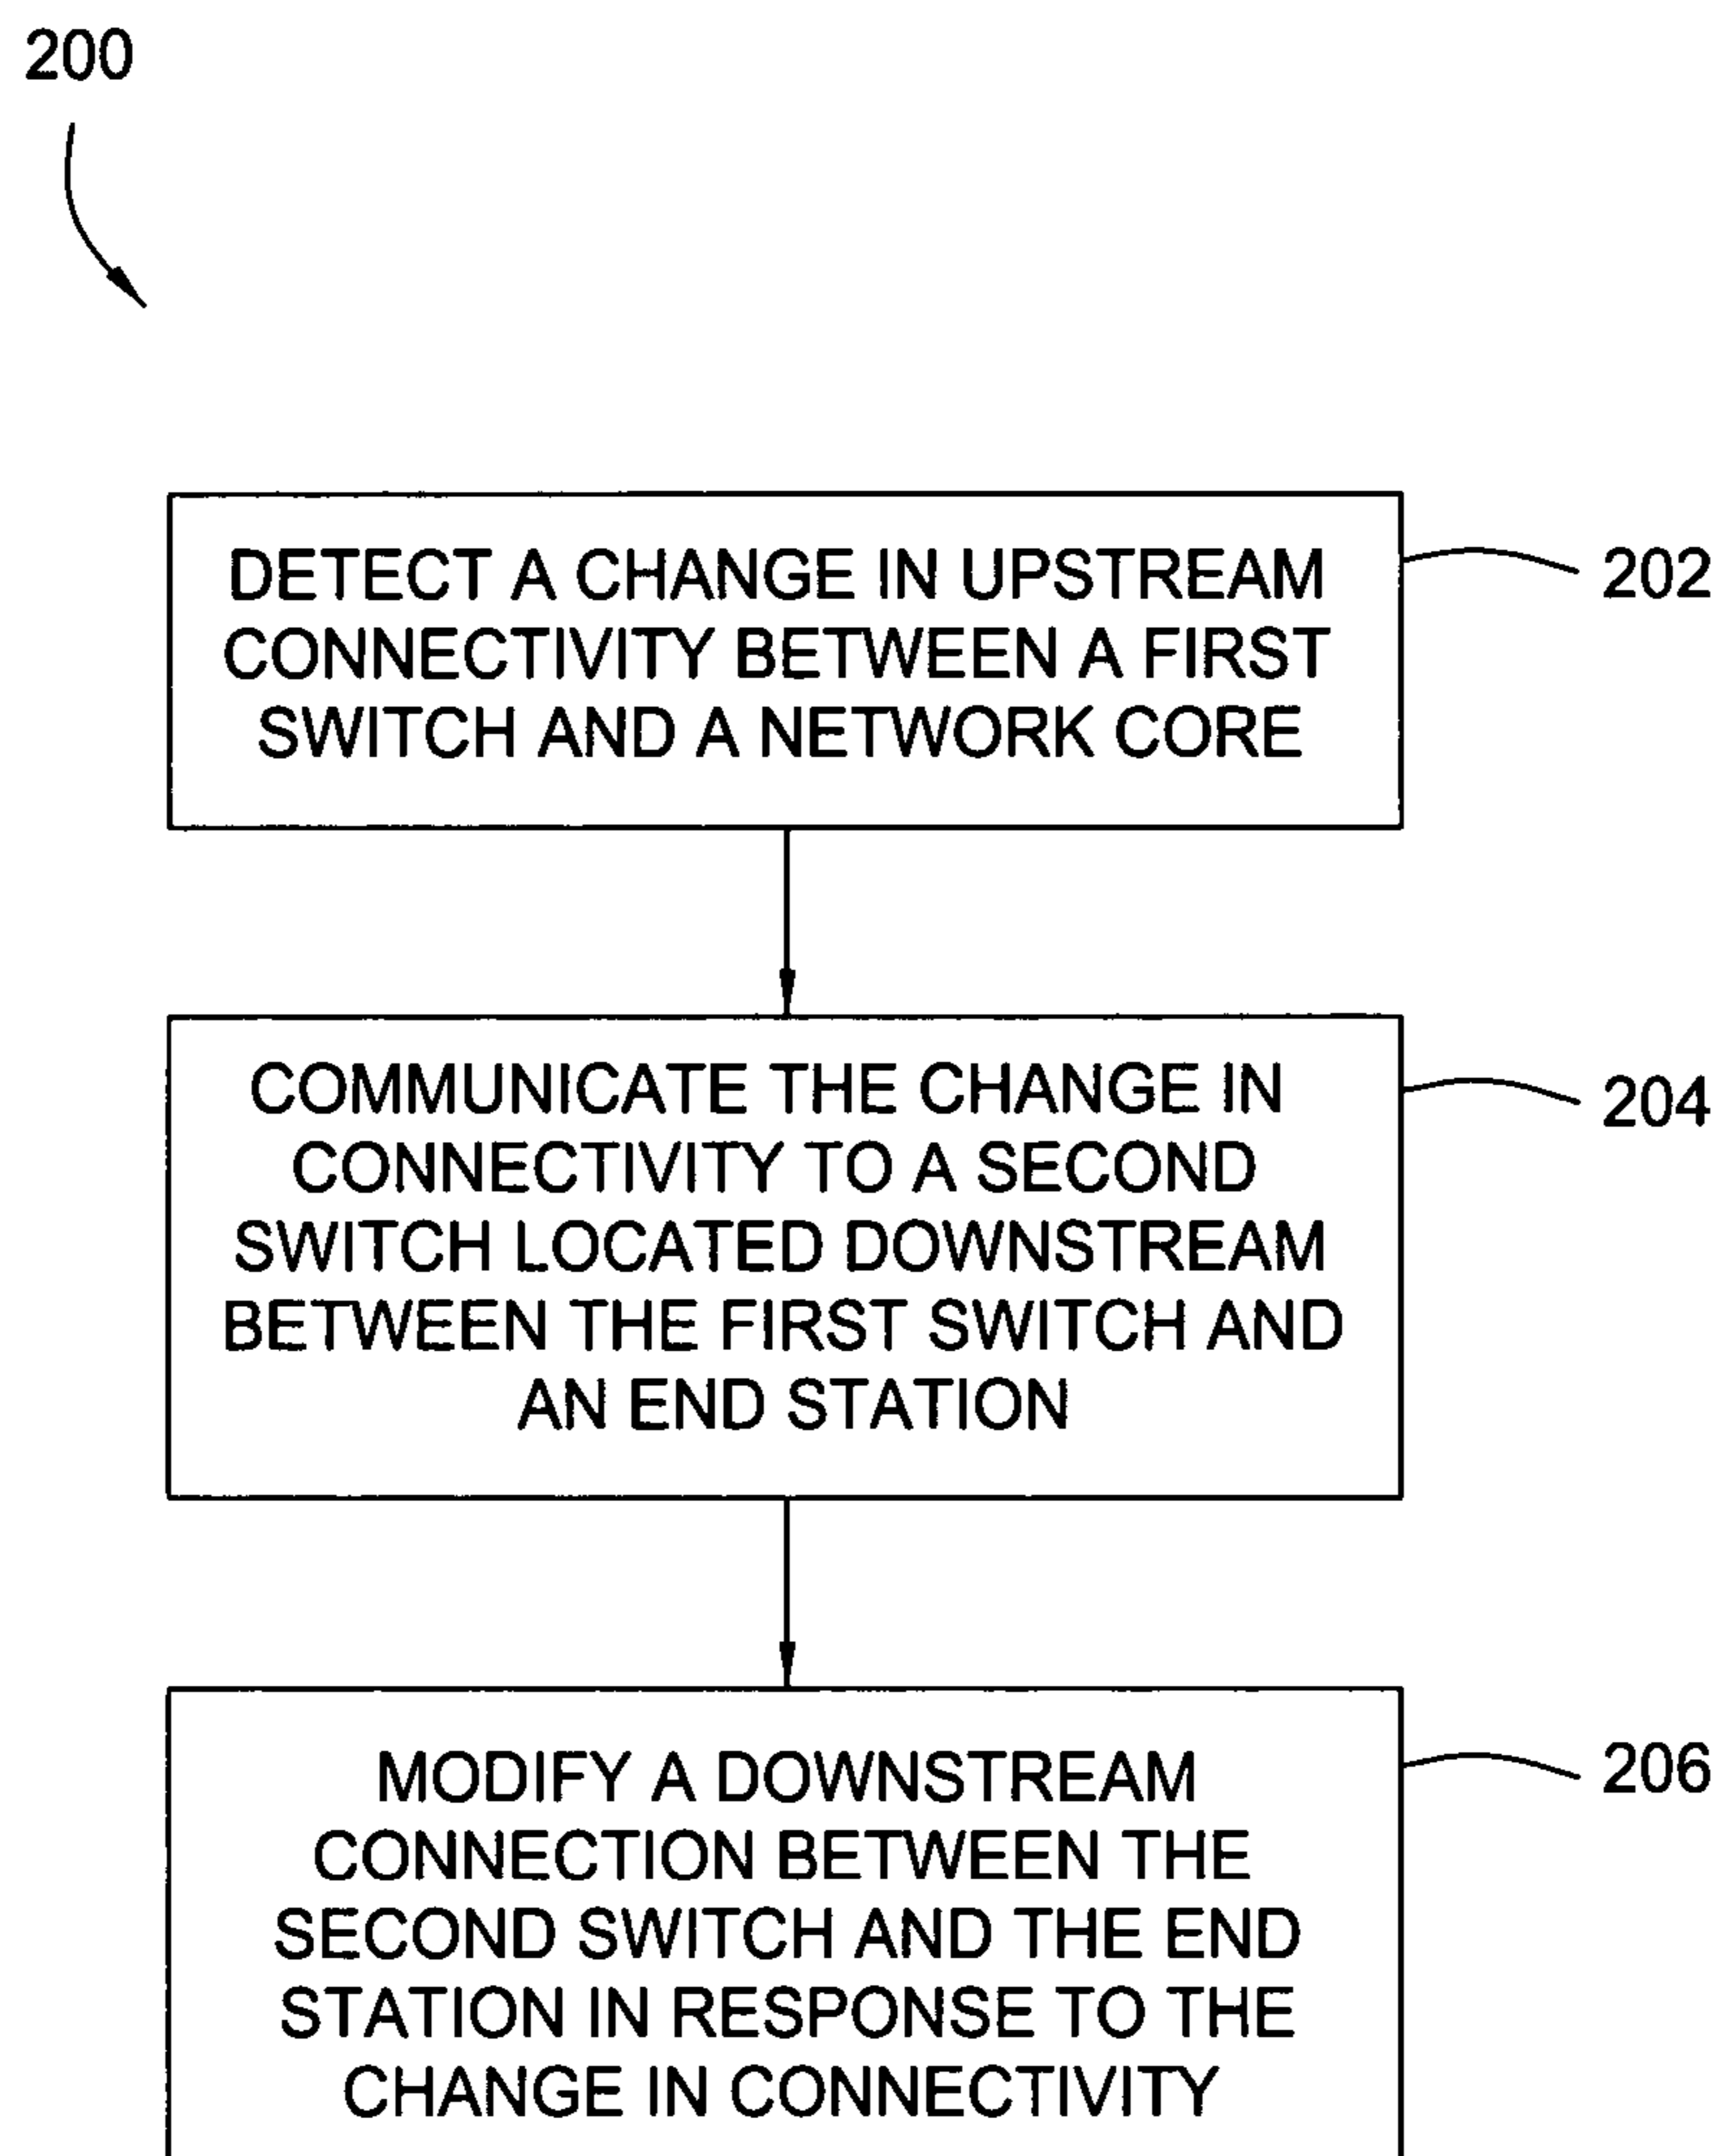 200
DETECT A CHANGE IN UPSTREAM
CONNECTIVITY BETWEEN A FIRST
SWITCH AND A NETWORK CORE
202
COMMUNICATE THE CHANGE IN
CONNECTIVITY TO A SECOND
SWITCH LOCATED DOWNSTREAM
BETWEEN THE FIRST SWITCH AND
AN END STATION
204
MODIFY A DOWNSTREAM
CONNECTION BETWEEN THE
SECOND SWITCH AND THE END
STATION IN RESPONSE TO THE
CHANGE IN CONNECTIVITY
206